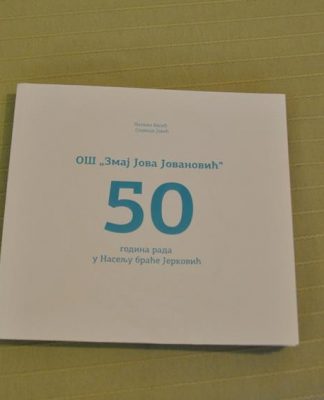 ОШ „Змај Јова Јовановић“
50
година рада
у Насељу браће Јерковић